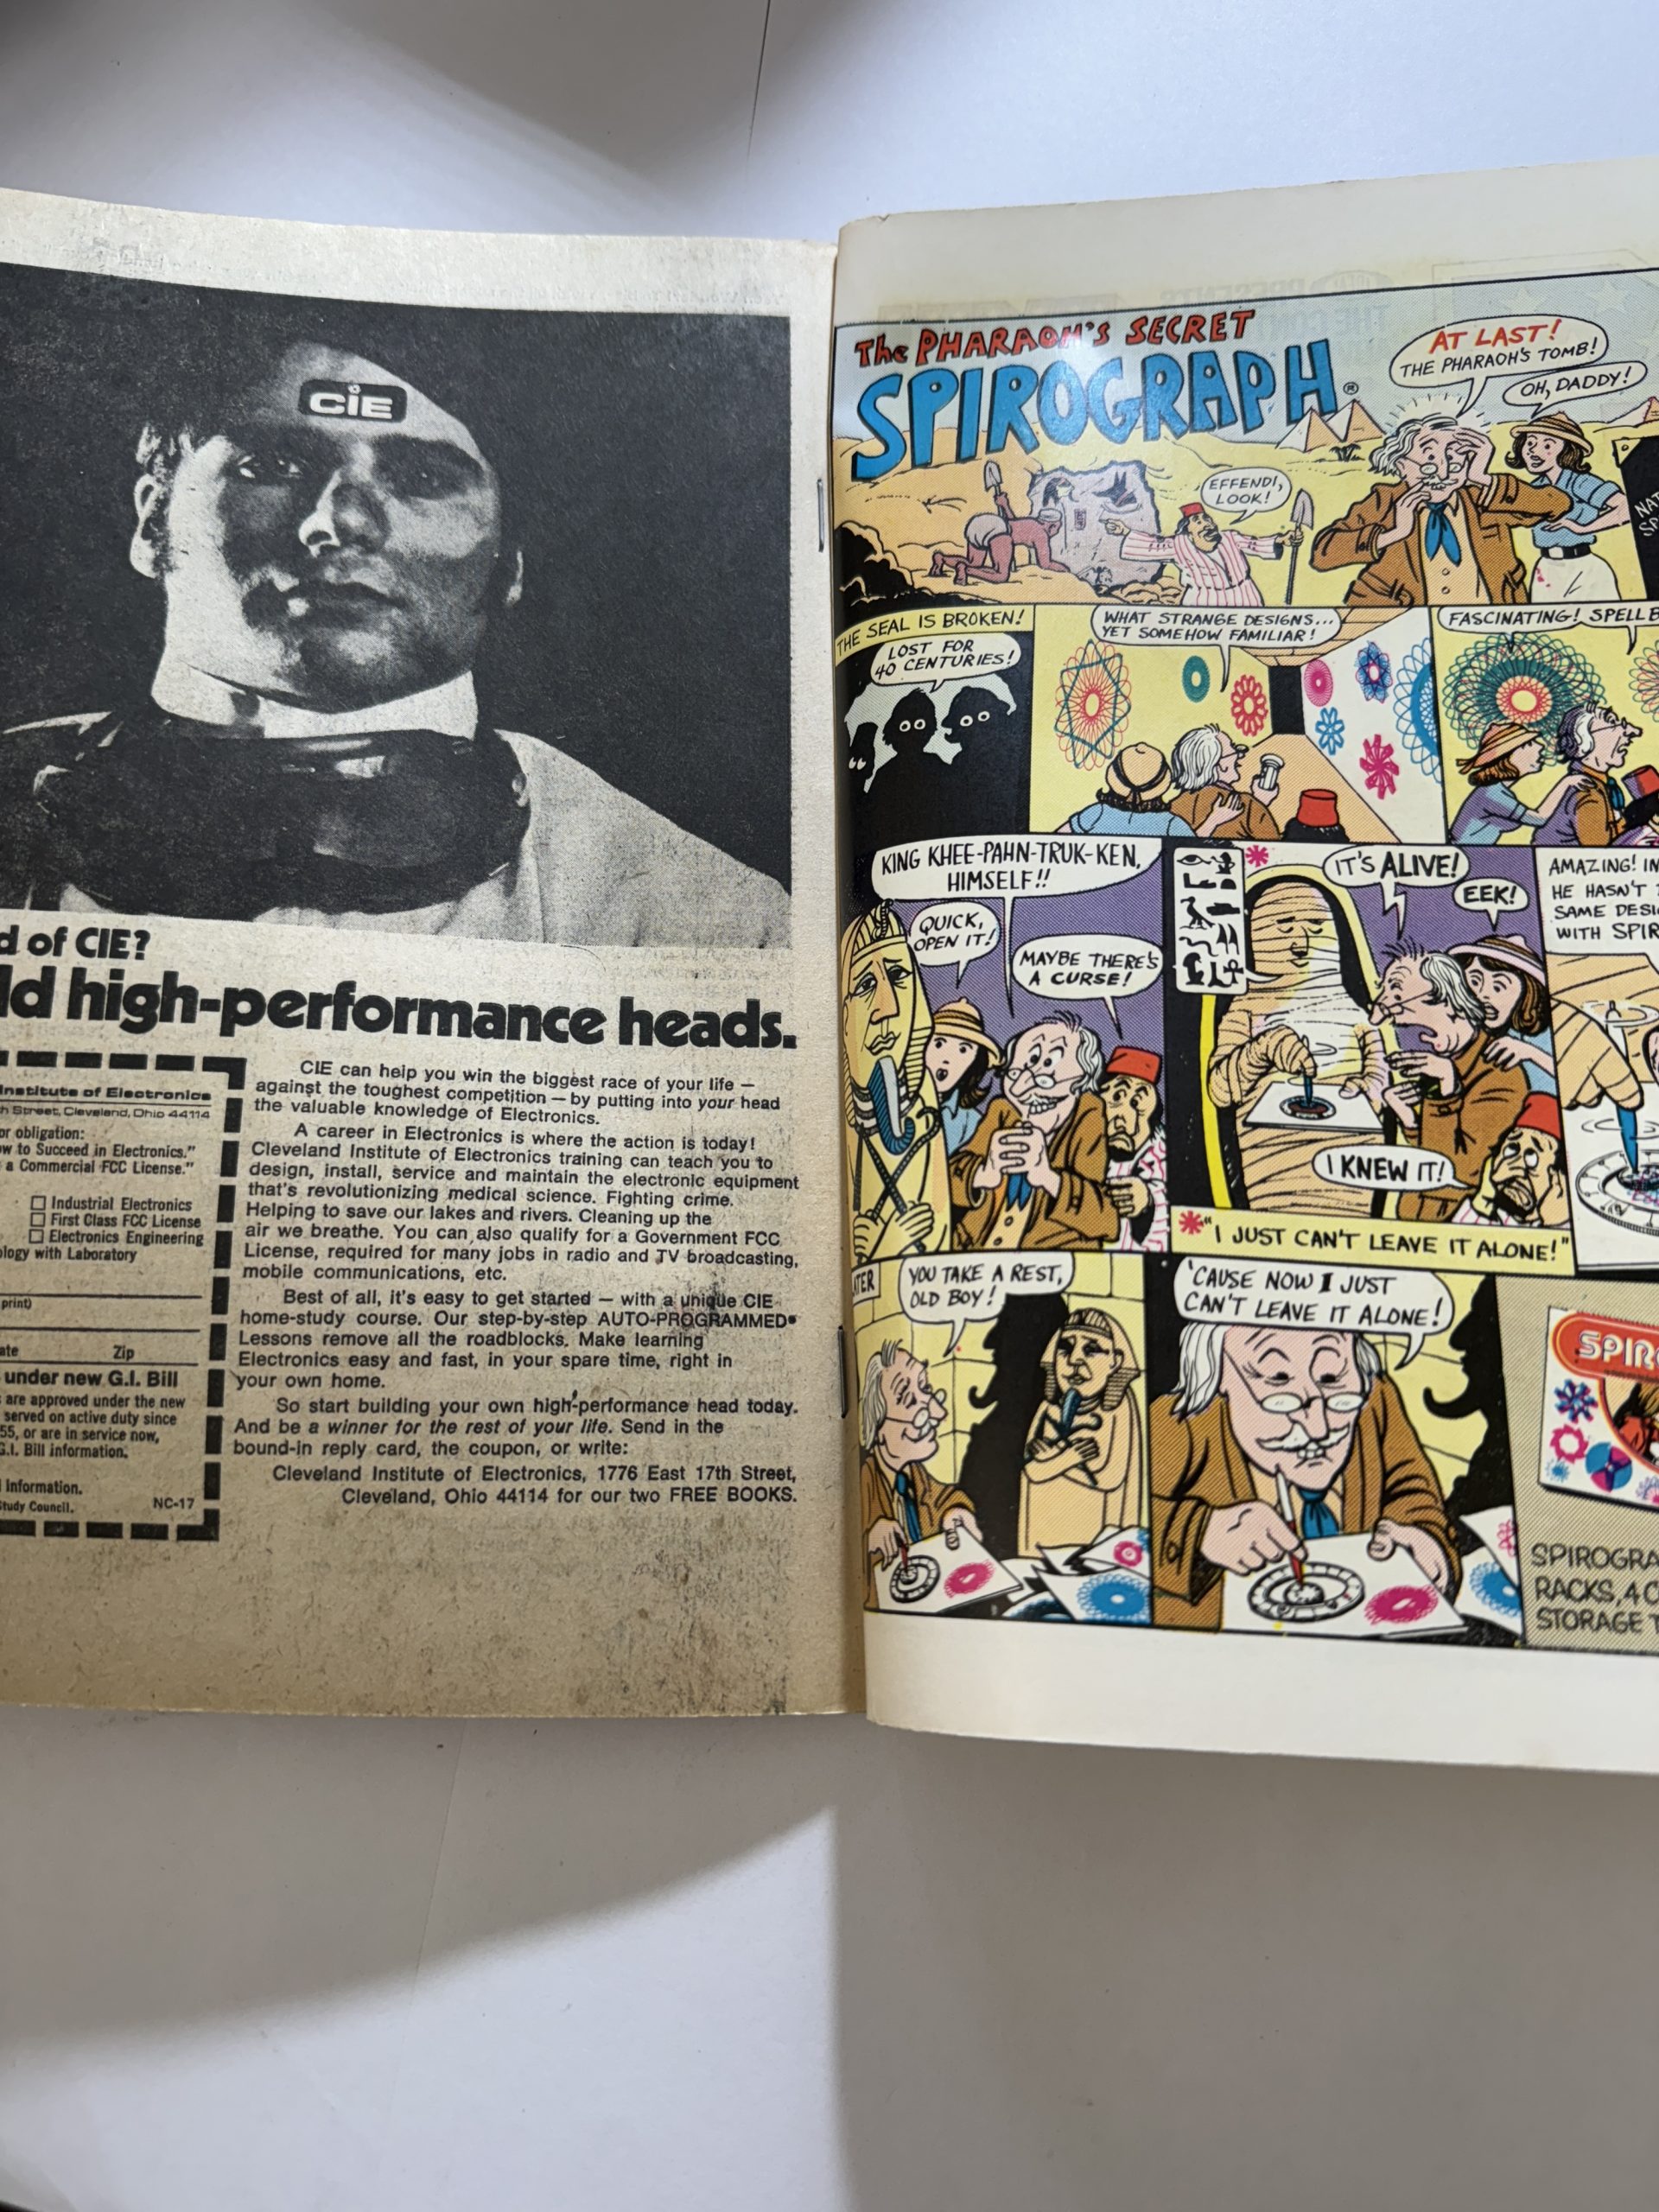 CIE
d of CIE?
ld high-performance heads.
Institute of Electronics
h Street, Cleveland, Ohio 44114
or obligation:
w to Succeed in Electronics."
a Commercial FCC License."
Industrial Electronics
First Class FCC License
Electronics Engineering
ology with Laboratory
print)
ate Zip
under new G.I. Bill
are approved under the new
served on active duty since
55, or are in service now,
G.I. Bill information.
Information.
Study Council. NC-17
CIE can help you win the biggest race of your life —
against the toughest competition — by putting into your head
the valuable knowledge of Electronics.
A career in Electronics is where the action is today!
Cleveland Institute of Electronics training can teach you to
design, install, service and maintain the electronic equipment
that's revolutionizing medical science. Fighting crime.
Helping to save our lakes and rivers. Cleaning up the
air we breathe. You can also qualify for a Government FCC
License, required for many jobs in radio and TV broadcasting,
mobile communications, etc.
Best of all, it's easy to get started — with a unique CIE
home-study course. Our step-by-step AUTO-PROGRAMMED®
Lessons remove all the roadblocks. Make learning
Electronics easy and fast, in your spare time, right in
your own home.
So start building your own high-performance head today.
And be a winner for the rest of your life. Send in the
bound-in reply card, the coupon, or write:
Cleveland Institute of Electronics, 1776 East 17th Street,
Cleveland, Ohio 44114 for our two FREE BOOKS.
The PHARAOH'S SECRET
SPIROGRAPH®
AT LAST!
THE PHARAOH'S TOMB!
OH, DADDY!
EFFENDI,
LOOK!
NAT
SP
THE SEAL IS BROKEN!
LOST FOR
40 CENTURIES!
WHAT STRANGE DESIGNS...
YET SOMEHOW FAMILIAR!
FASCINATING! SPELLB
KING KHEE-PAHN-TRUK-KEN,
HIMSELF!!
QUICK,
OPEN IT!
MAYBE THERE'S
A CURSE!
IT'S ALIVE!
EEK!
I KNEW IT!
*"I JUST CAN'T LEAVE IT ALONE!"
AMAZING! IN
HE HASN'T
SAME DESI
WITH SPIR
ATER
YOU TAKE A REST,
OLD BOY!
'CAUSE NOW I JUST
CAN'T LEAVE IT ALONE!
SPIRO
SPIROGRA
RACKS, 4 C
STORAGE T